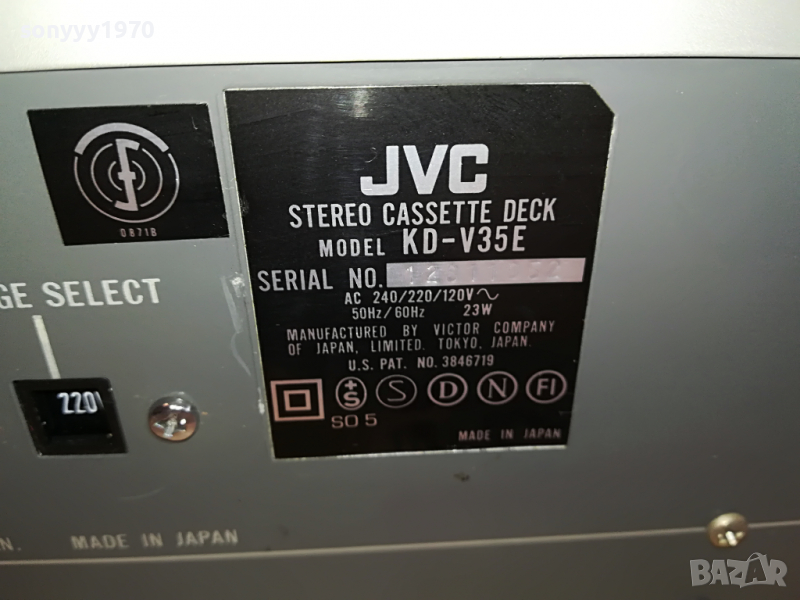 tonyyy1970
0871B
JVC
STEREO CASSETTE DECK
MODEL KD-V35E
SERIAL NO.
AC 240/220/120V~
50Hz/60Hz 23W
MANUFACTURED BY VICTOR COMPANY
OF JAPAN, LIMITED. TOKYO, JAPAN.
U.S. PAT. NO. 3846719
S S D N FI
SO 5
MADE IN JAPAN
GE SELECT
220
N. MADE IN JAPAN
BAZAR